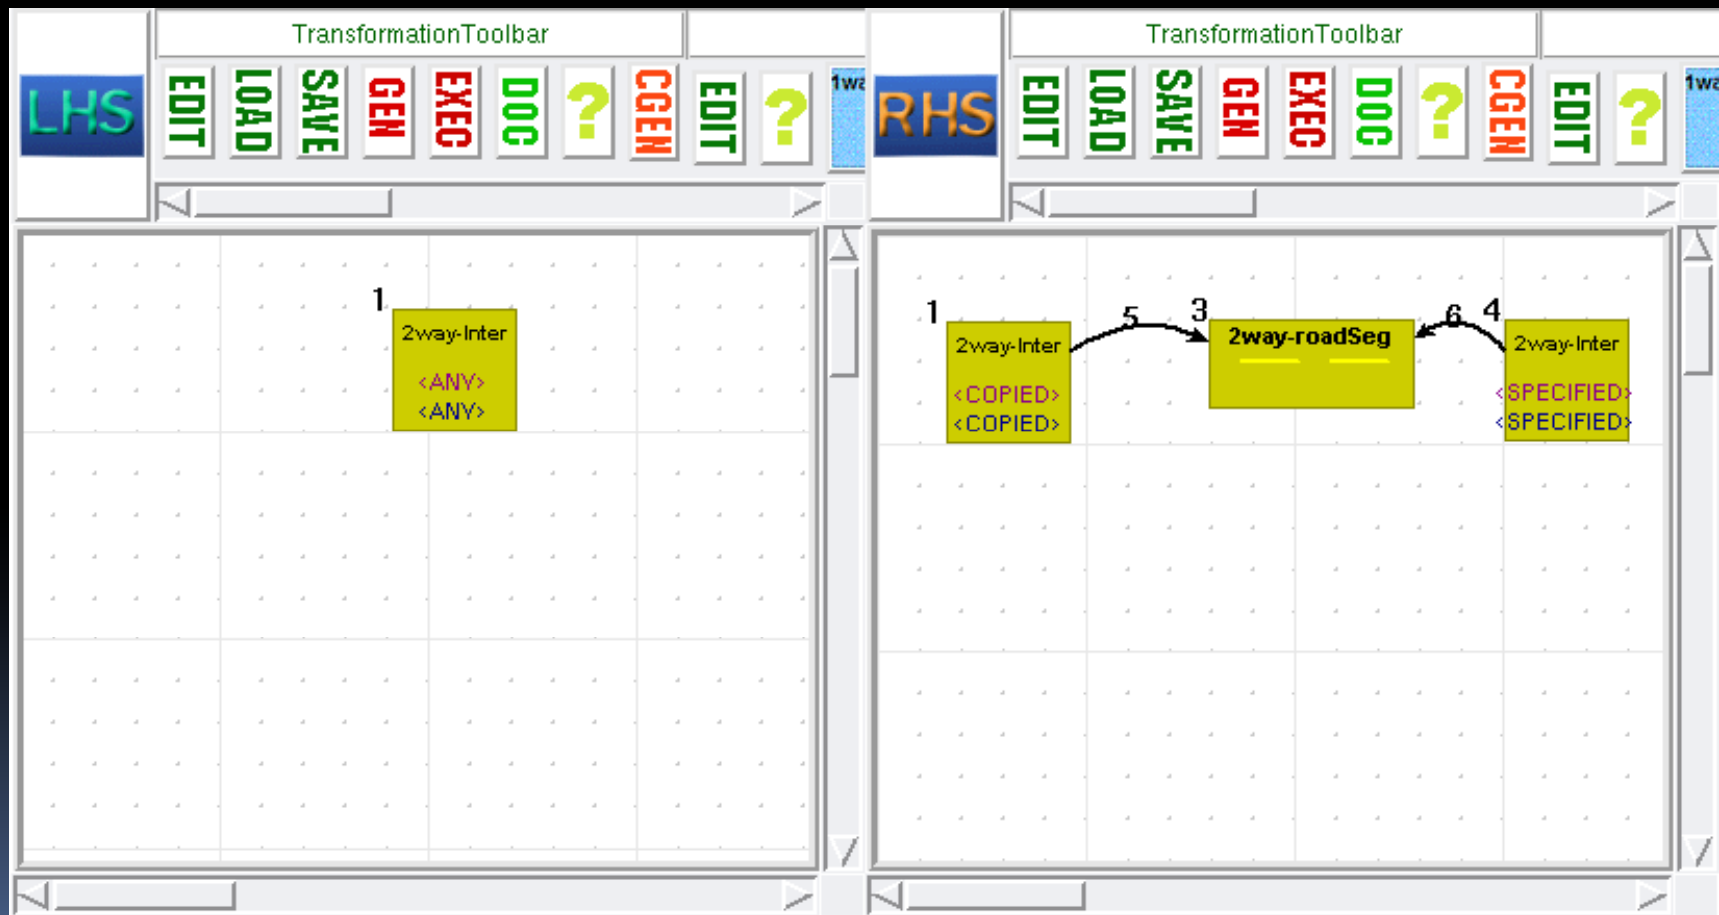 LHS
TransformationToolbar
EDIT
LOAD
SAVE
GEN
EXEC
DOC
?
CGEN
EDIT
?
1wa
1
2way-Inter
<ANY>
<ANY>
RHS
TransformationToolbar
EDIT
LOAD
SAVE
GEN
EXEC
DOC
?
CGEN
EDIT
?
1wa
1
2way-Inter
<COPIED>
<COPIED>
5
3
2way-roadSeg
6
4
2way-Inter
<SPECIFIED>
<SPECIFIED>